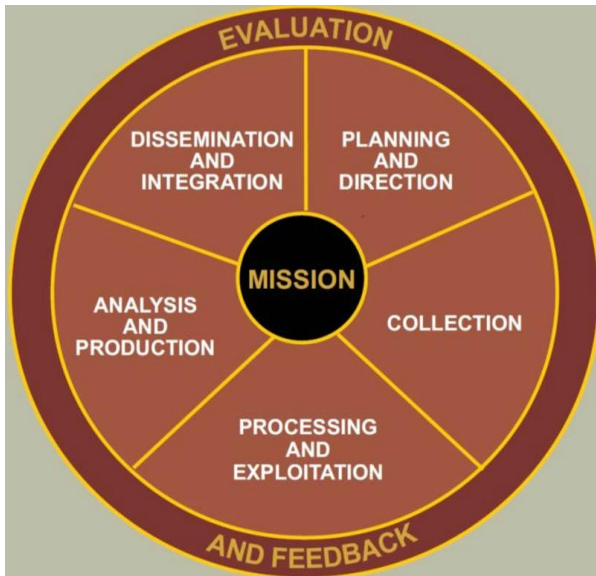 EVALUATION
DISSEMINATION
AND
INTEGRATION
PLANNING
AND
DIRECTION
MISSION
ANALYSIS
AND
PRODUCTION
COLLECTION
PROCESSING
AND
EXPLOITATION
AND FEEDBACK